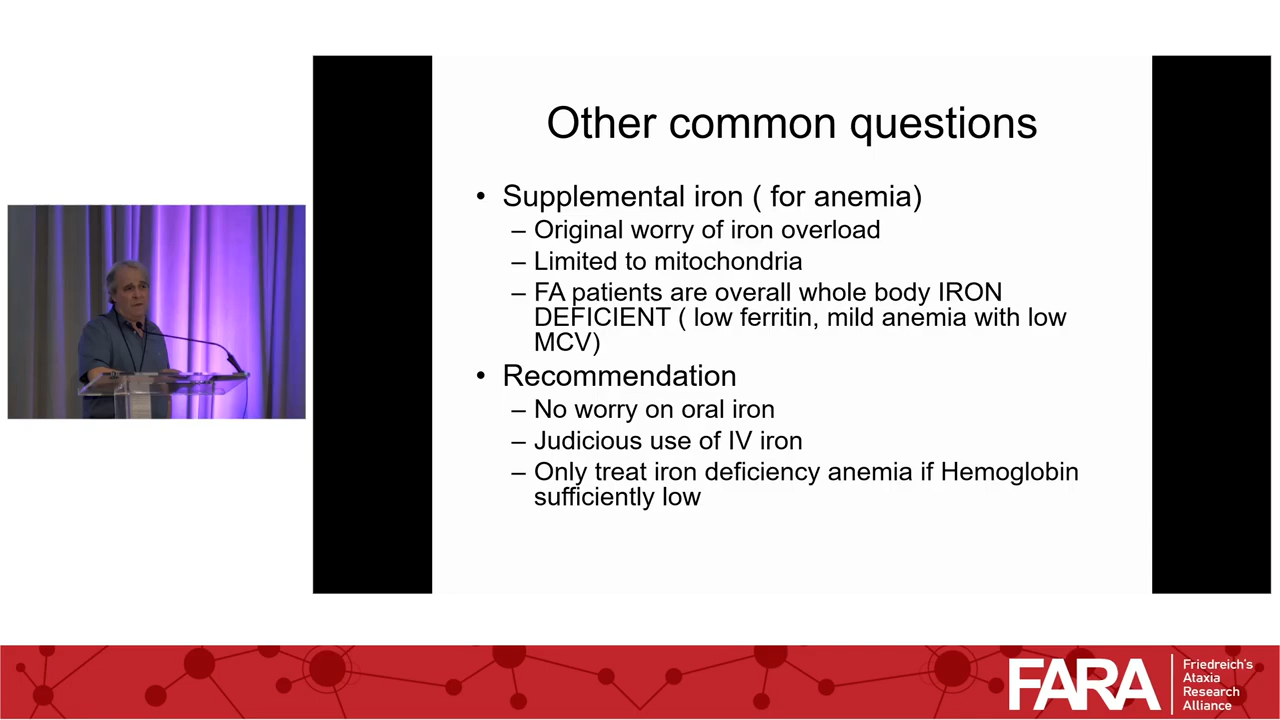 Other common questions
• Supplemental iron ( for anemia)
– Original worry of iron overload
– Limited to mitochondria
– FA patients are overall whole body IRON
DEFICIENT ( low ferritin, mild anemia with low
MCV)
• Recommendation
– No worry on oral iron
– Judicious use of IV iron
– Only treat iron deficiency anemia if Hemoglobin
sufficiently low
FARA
Friedreich's
Ataxia
Research
Alliance